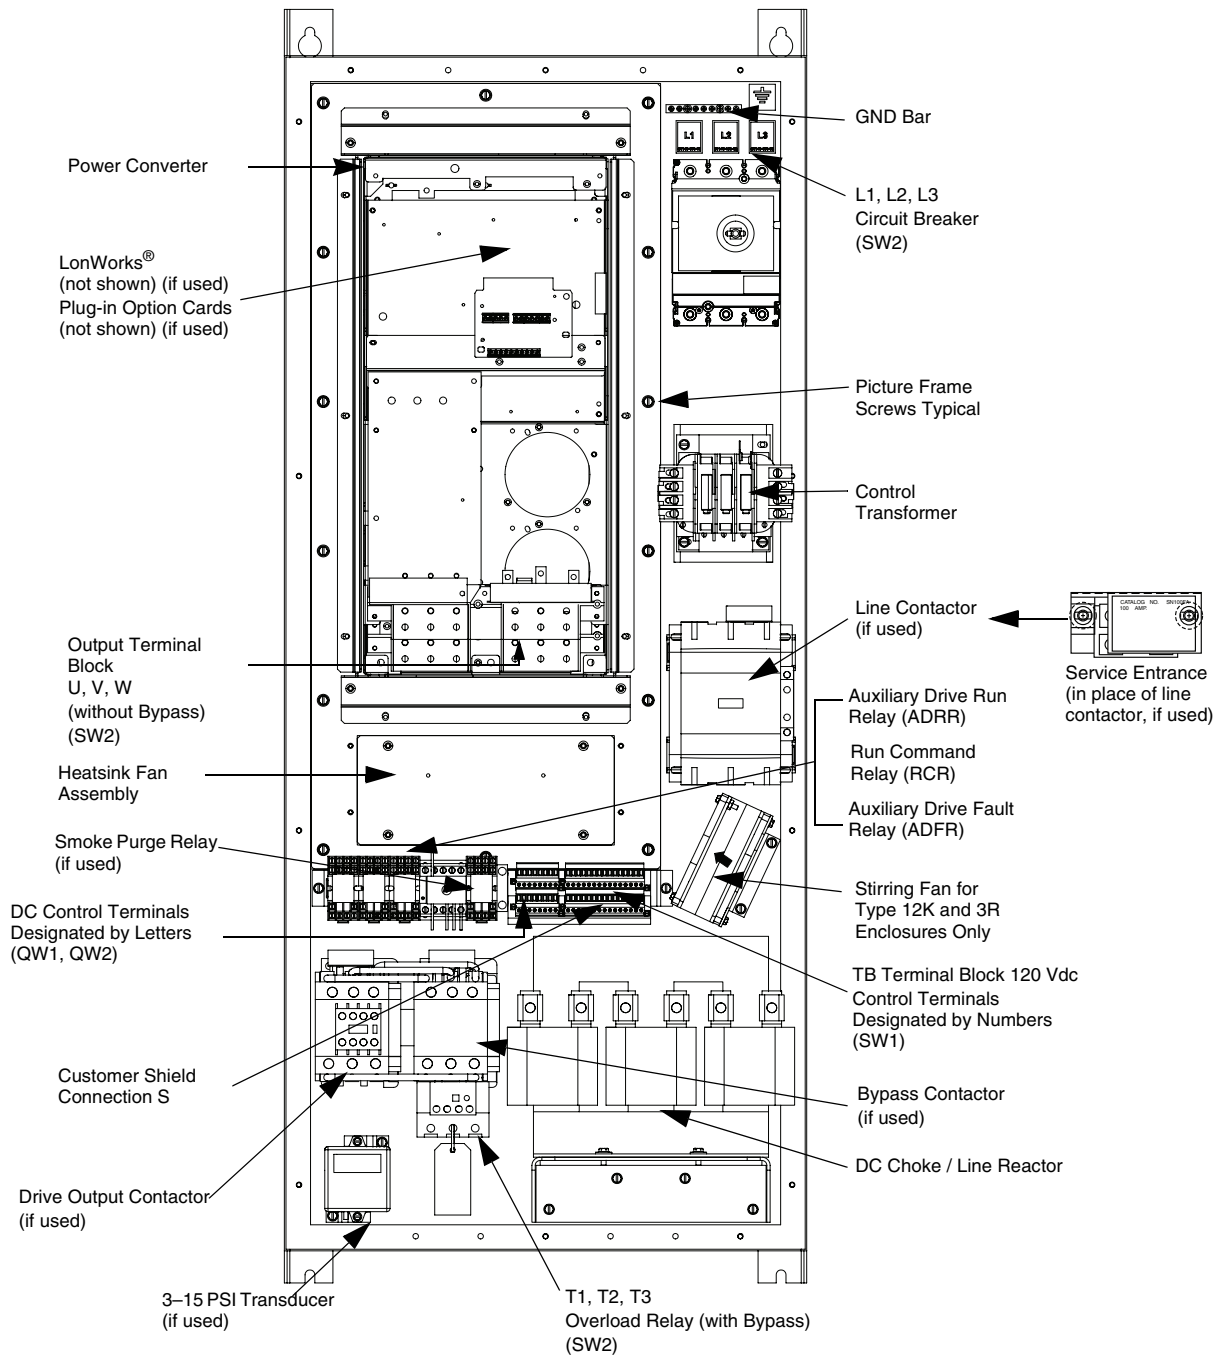 GND Bar
L1 L2 L3
Power Converter
L1, L2, L3
Circuit Breaker
(SW2)
LonWorks®
(not shown) (if used)
Plug-in Option Cards
(not shown) (if used)
Picture Frame
Screws Typical
Control
Transformer
Line Contactor
(if used)
CATALOG NO. SN100FA
100 AMP.
Service Entrance
(in place of line
contactor, if used)
Output Terminal
Block
U, V, W
(without Bypass)
(SW2)
Auxiliary Drive Run
Relay (ADRR)
Run Command
Relay (RCR)
Auxiliary Drive Fault
Relay (ADFR)
Heatsink Fan
Assembly
Smoke Purge Relay
(if used)
Stirring Fan for
Type 12K and 3R
Enclosures Only
DC Control Terminals
Designated by Letters
(QW1, QW2)
TB Terminal Block 120 Vdc
Control Terminals
Designated by Numbers
(SW1)
Customer Shield
Connection S
Bypass Contactor
(if used)
DC Choke / Line Reactor
Drive Output Contactor
(if used)
3–15 PSI Transducer
(if used)
T1, T2, T3
Overload Relay (with Bypass)
(SW2)